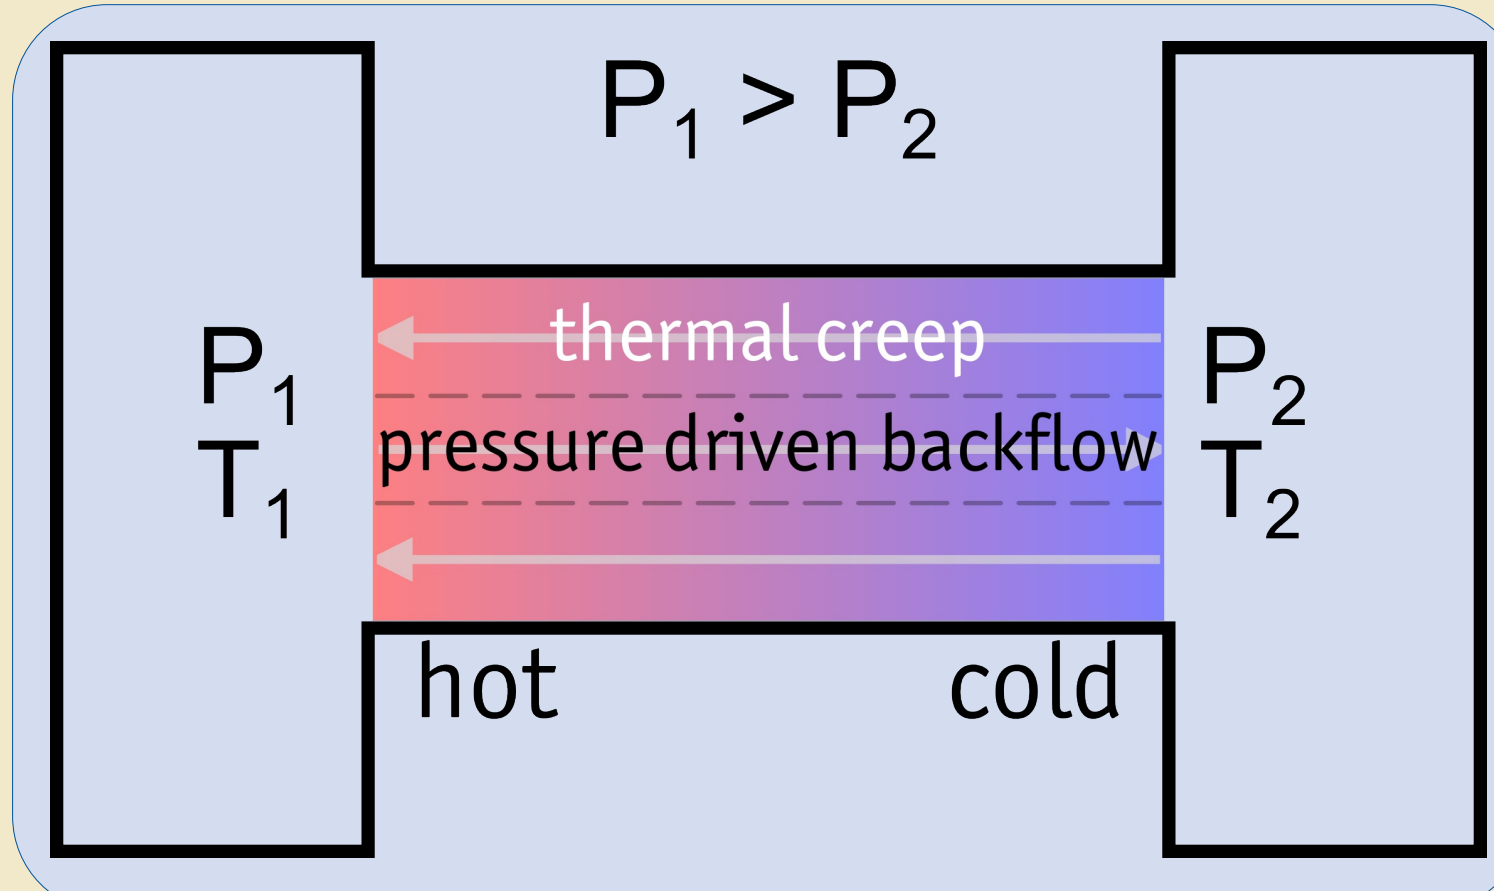 P₁ > P₂
thermal creep
pressure driven backflow
P₁
T₁
P₂
T₂
hot
cold